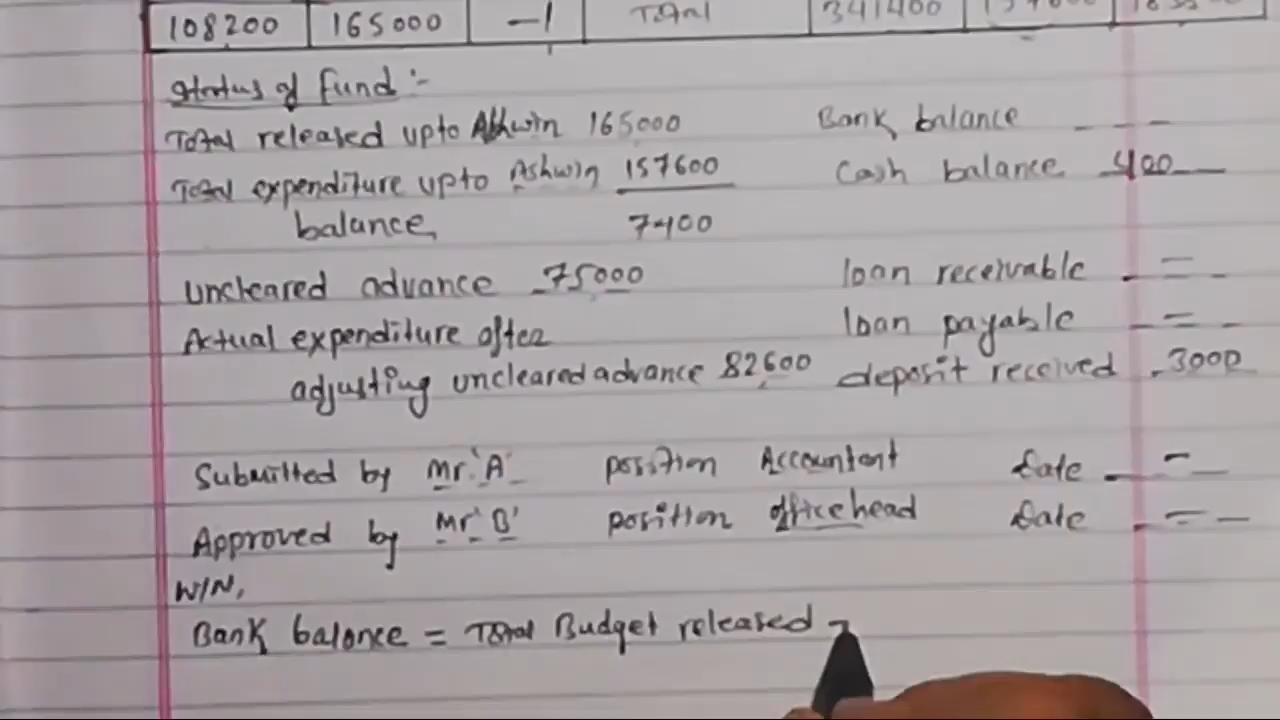 108200 165000 -1 Total 341400
Status of fund :-
Total released upto Ashwin 165000 Bank balance - - -
Total expenditure upto Ashwin 157600 Cash balance 400
balance 7400
Uncleared advance 75000 loan receivable - = -
Actual expenditure after loan payable - = -
adjusting uncleared advance 82600 deposit received 3000
Submitted by Mr. 'A' position Accountant Date - - -
Approved by Mr 'B' position office head Date - = -
W/N,
Bank balance = Total Budget released -